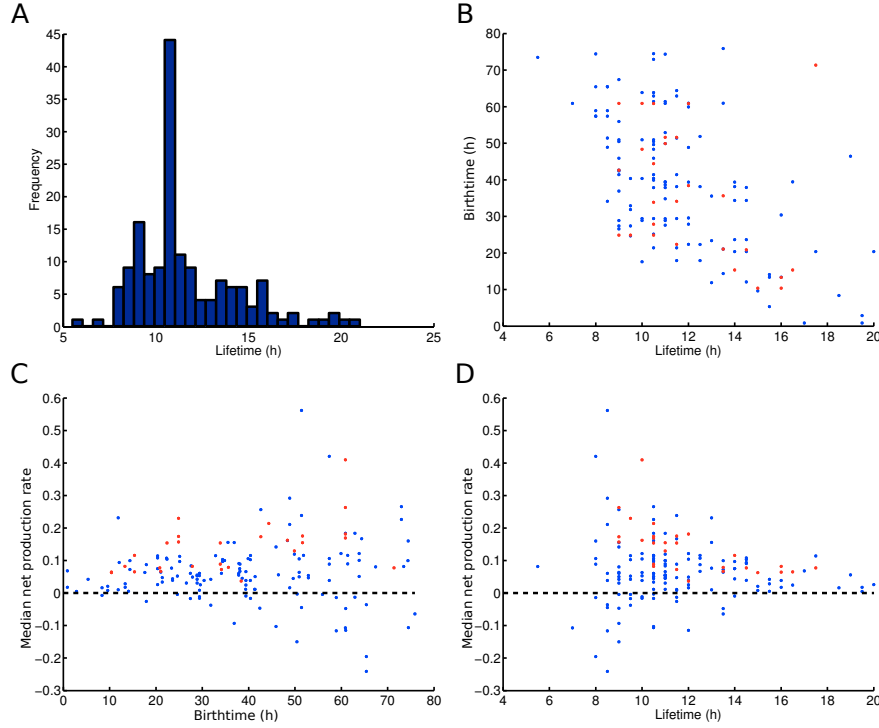 A
B
45
40
35
30
25
20
15
10
5
0
Frequency
5 10 15 20 25
Lifetime (h)
80
70
60
50
40
30
20
10
0
Birthtime (h)
4 6 8 10 12 14 16 18 20
Lifetime (h)
C
D
0.6
0.5
0.4
0.3
0.2
0.1
0
−0.1
−0.2
−0.3
Median net production rate
0 10 20 30 40 50 60 70 80
Birthtime (h)
0.6
0.5
0.4
0.3
0.2
0.1
0
−0.1
−0.2
−0.3
Median net production rate
4 6 8 10 12 14 16 18 20
Lifetime (h)